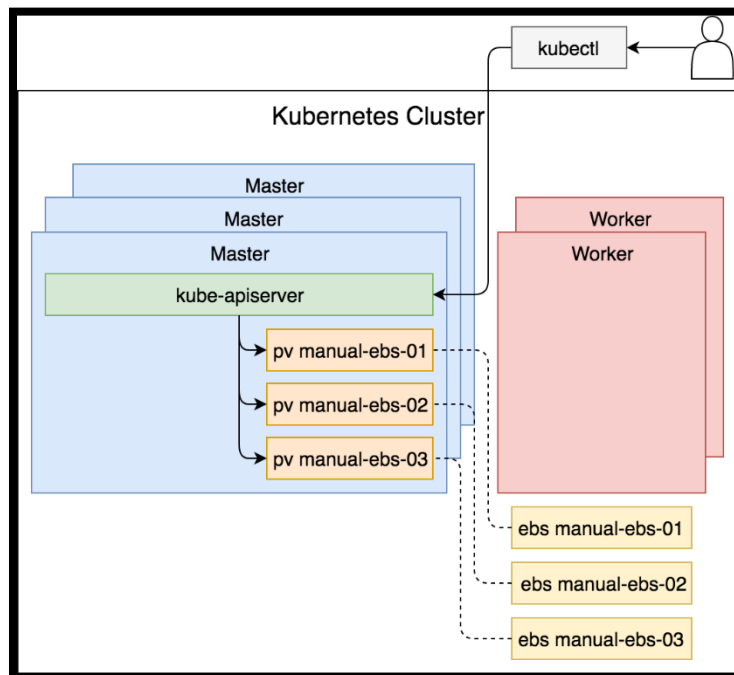 kubectl
Kubernetes Cluster
Master
Master
Master
kube-apiserver
pv manual-ebs-01
pv manual-ebs-02
pv manual-ebs-03
Worker
Worker
ebs manual-ebs-01
ebs manual-ebs-02
ebs manual-ebs-03